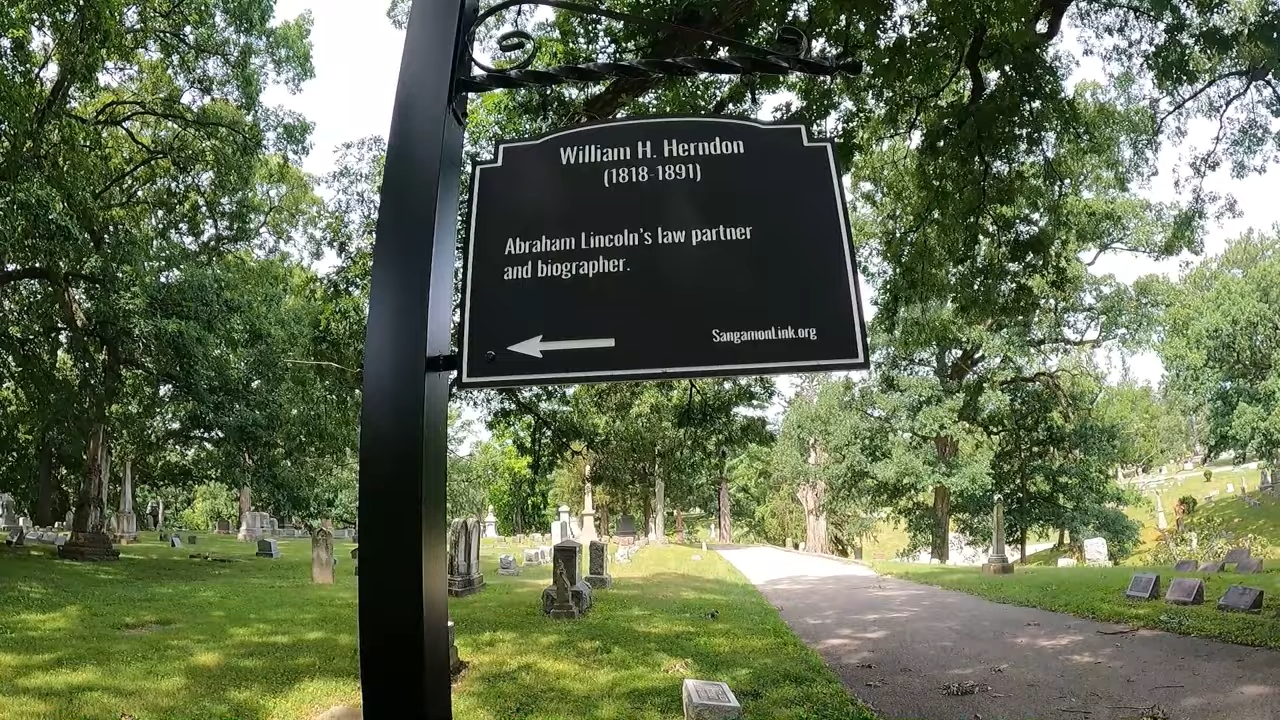 William H. Herndon
(1818-1891)
Abraham Lincoln's law partner
and biographer.
SangamonLink.org